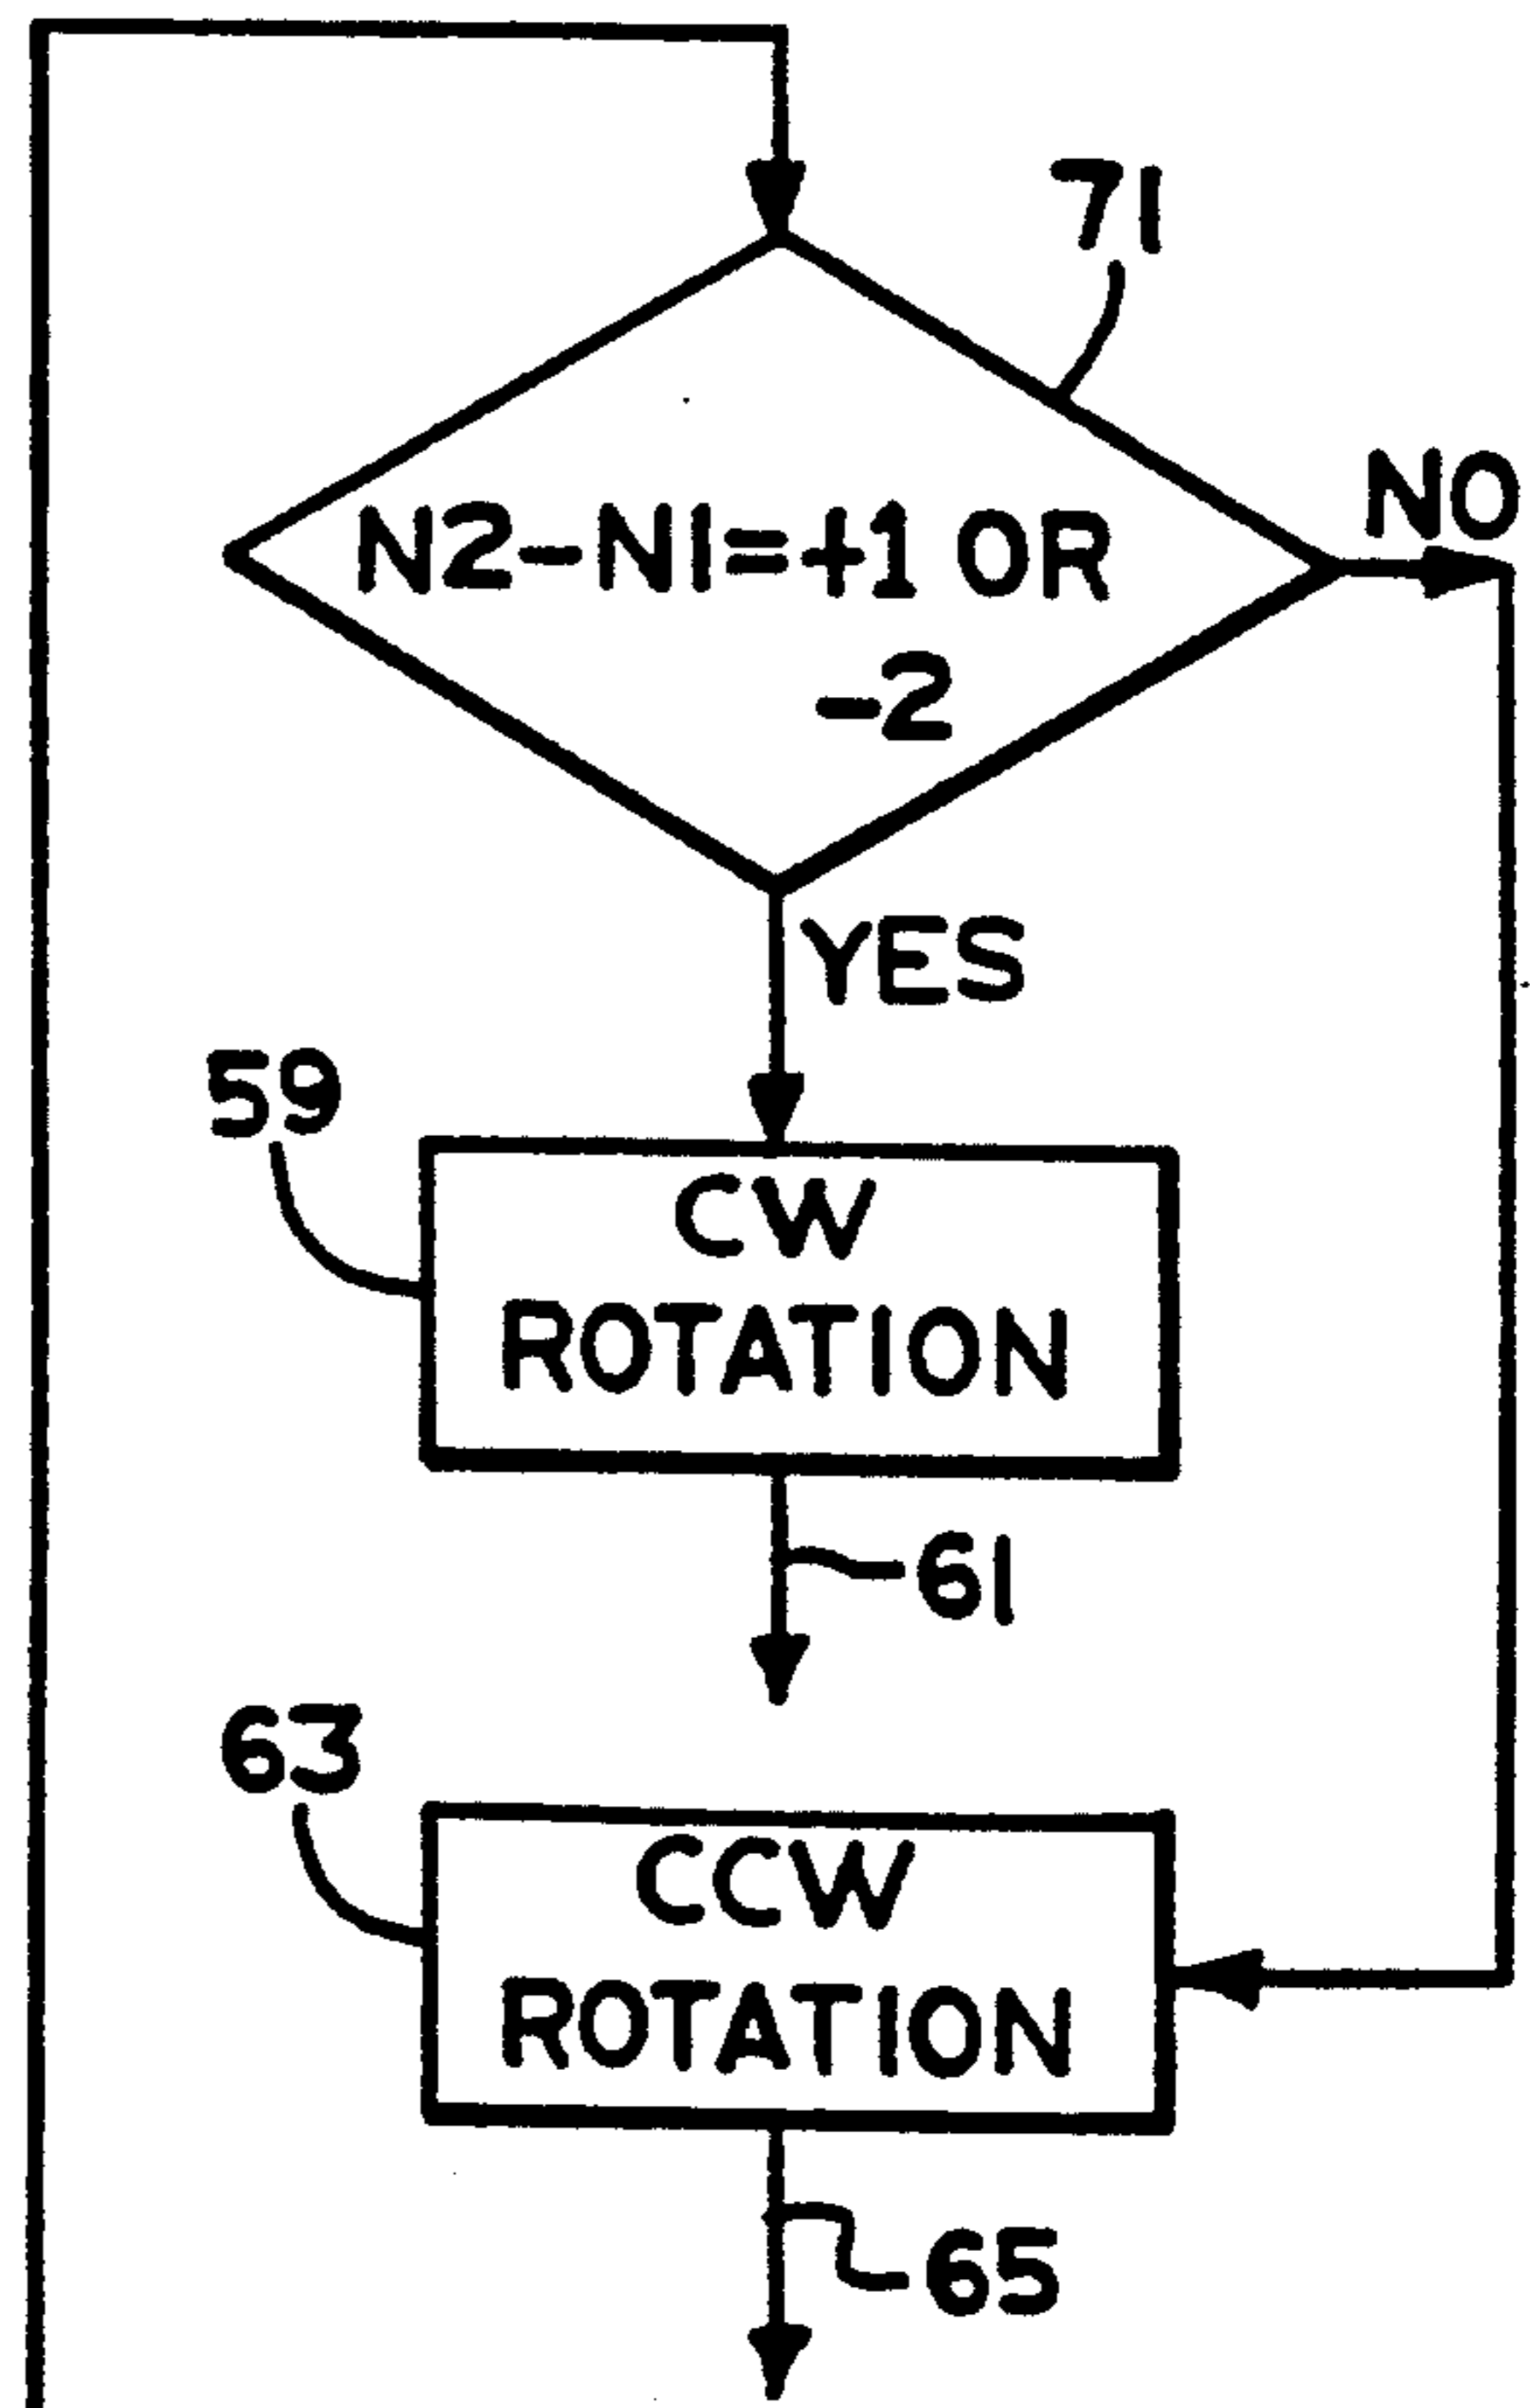 71
NO
N2-N1=+1 OR
-2
YES
59
CW
ROTATION
61
63
CCW
ROTATION
65